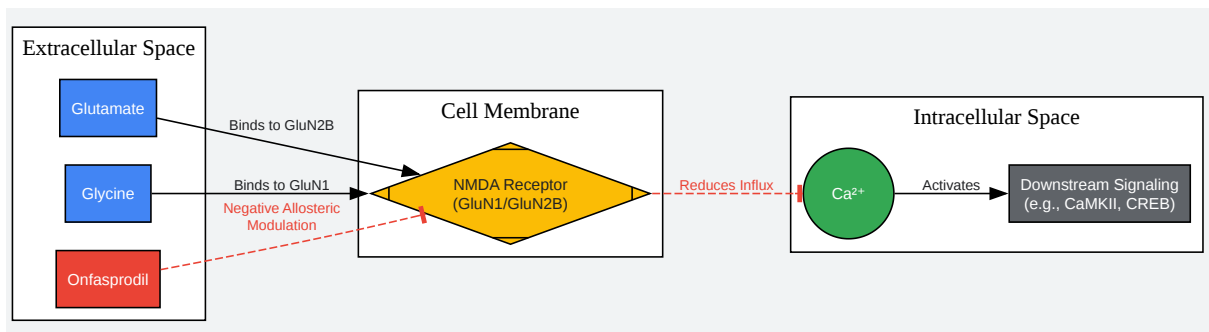 Extracellular Space
Glutamate
Glycine
Onfasprodil
Binds to GluN2B
Binds to GluN1
Negative Allosteric
Modulation
Cell Membrane
NMDA Receptor
(GluN1/GluN2B)
Reduces Influx
Intracellular Space
Ca²⁺
Activates
Downstream Signaling
(e.g., CaMKII, CREB)